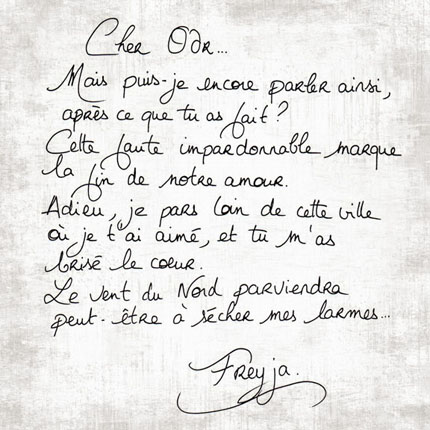 Cher Odr...
Mais puis-je encore parler ainsi,
après ce que tu as fait ?
Cette faute impardonnable marque
la fin de notre amour.
Adieu, je pars loin de cette ville
où je t'ai aimé, et tu m'as
brisé le cœur.
Le vent du Nord parviendra
peut-être à sécher mes larmes...
Freyja.